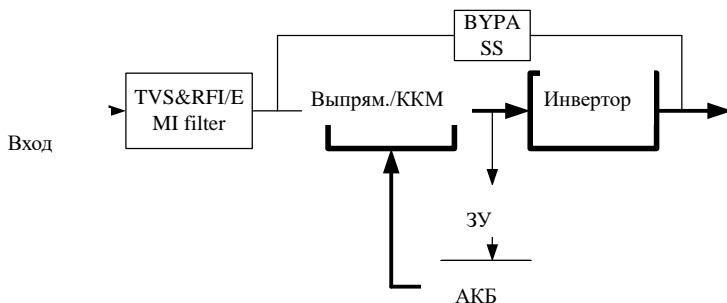 BYPA
SS
TVS&RFI/E
MI filter
Выпрям./ККМ
Инвертор
Вход
ЗУ
АКБ